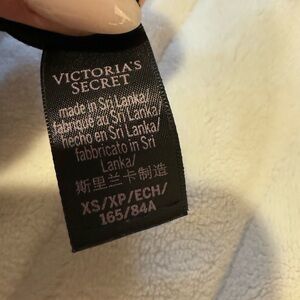 VICTORIA'S
SECRET
made in Sri Lanka/
fabriqué au Sri Lanka/
hecho en Sri Lanka/
fabbricato in Sri
Lanka/
斯里兰卡制造
XS/XP/ECH/
165/84A